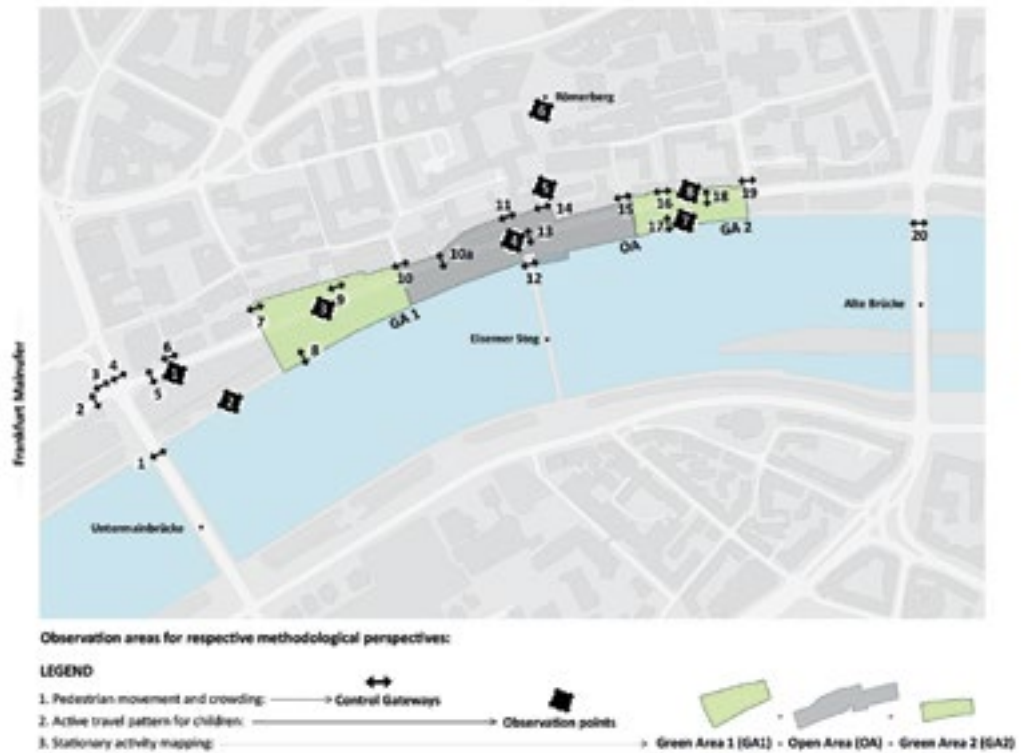 Römerberg
11
14
15
16
18
19
13
17
GA 2
20
10a
OA
12
10
9
7
GA 1
Alte Brücke
Eiserner Steg
8
6
3 4
5
2
Frankfurt Mainufer
1
Untermainbrücke
Observation areas for respective methodological perspectives:
LEGEND
1. Pedestrian movement and crowding: Control Gateways
2. Active travel pattern for children: Observation points
3. Stationary activity mapping: Green Area 1 (GA1) - Open Area (OA) - Green Area 2 (GA2)